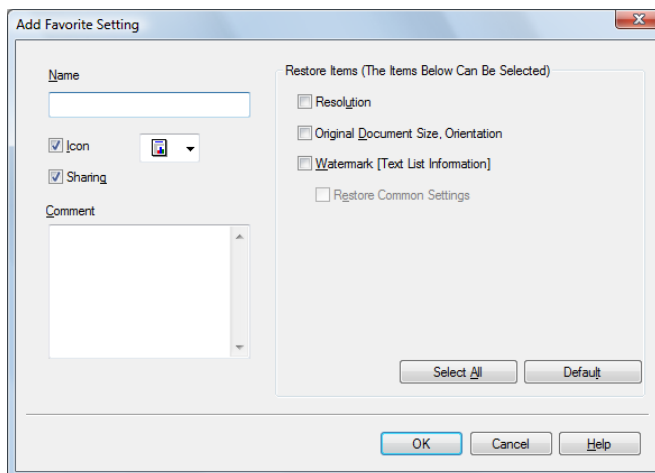 Add Favorite Setting
Name
Icon
Sharing
Comment
Restore Items (The Items Below Can Be Selected)
Resolution
Original Document Size, Orientation
Watermark [Text List Information]
Restore Common Settings
Select All
Default
OK
Cancel
Help